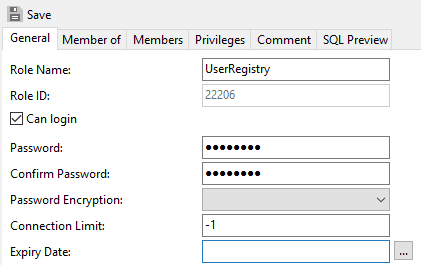 Save
General Member of Members Privileges Comment SQL Preview
Role Name: UserRegistry
Role ID: 22206
Can login
Password: ●●●●●●●●
Confirm Password: ●●●●●●●●
Password Encryption:
Connection Limit: -1
Expiry Date: ...